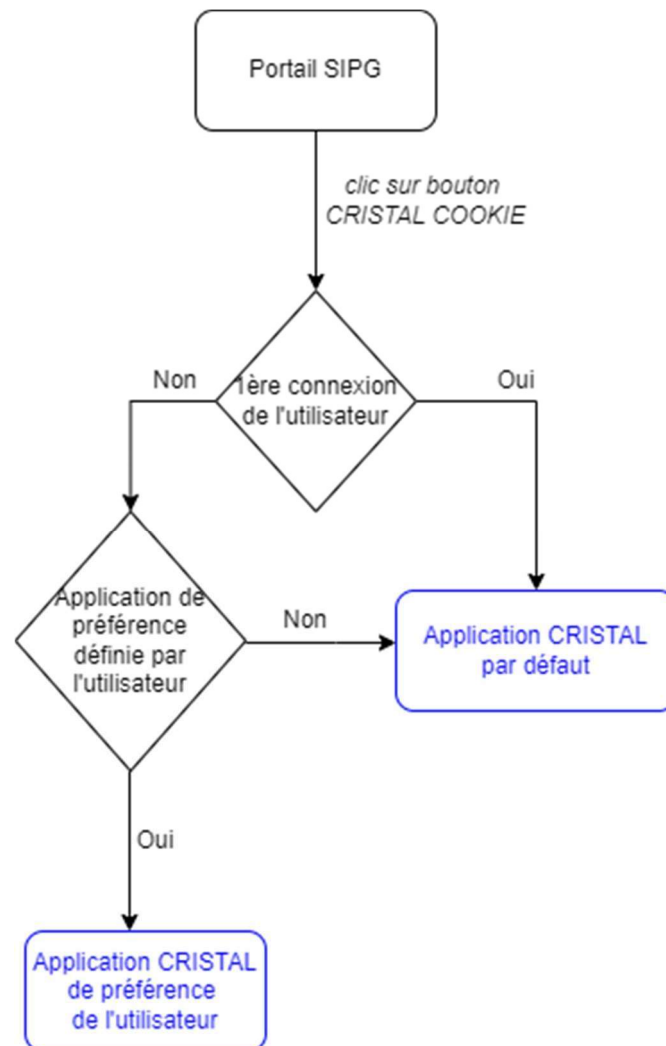 Portail SIPG
clic sur bouton
CRISTAL COOKIE
Non
1ère connexion
de l'utilisateur
Oui
Application de
préférence
définie par
l'utilisateur
Non
Application CRISTAL
par défaut
Oui
Application CRISTAL
de préférence
de l'utilisateur